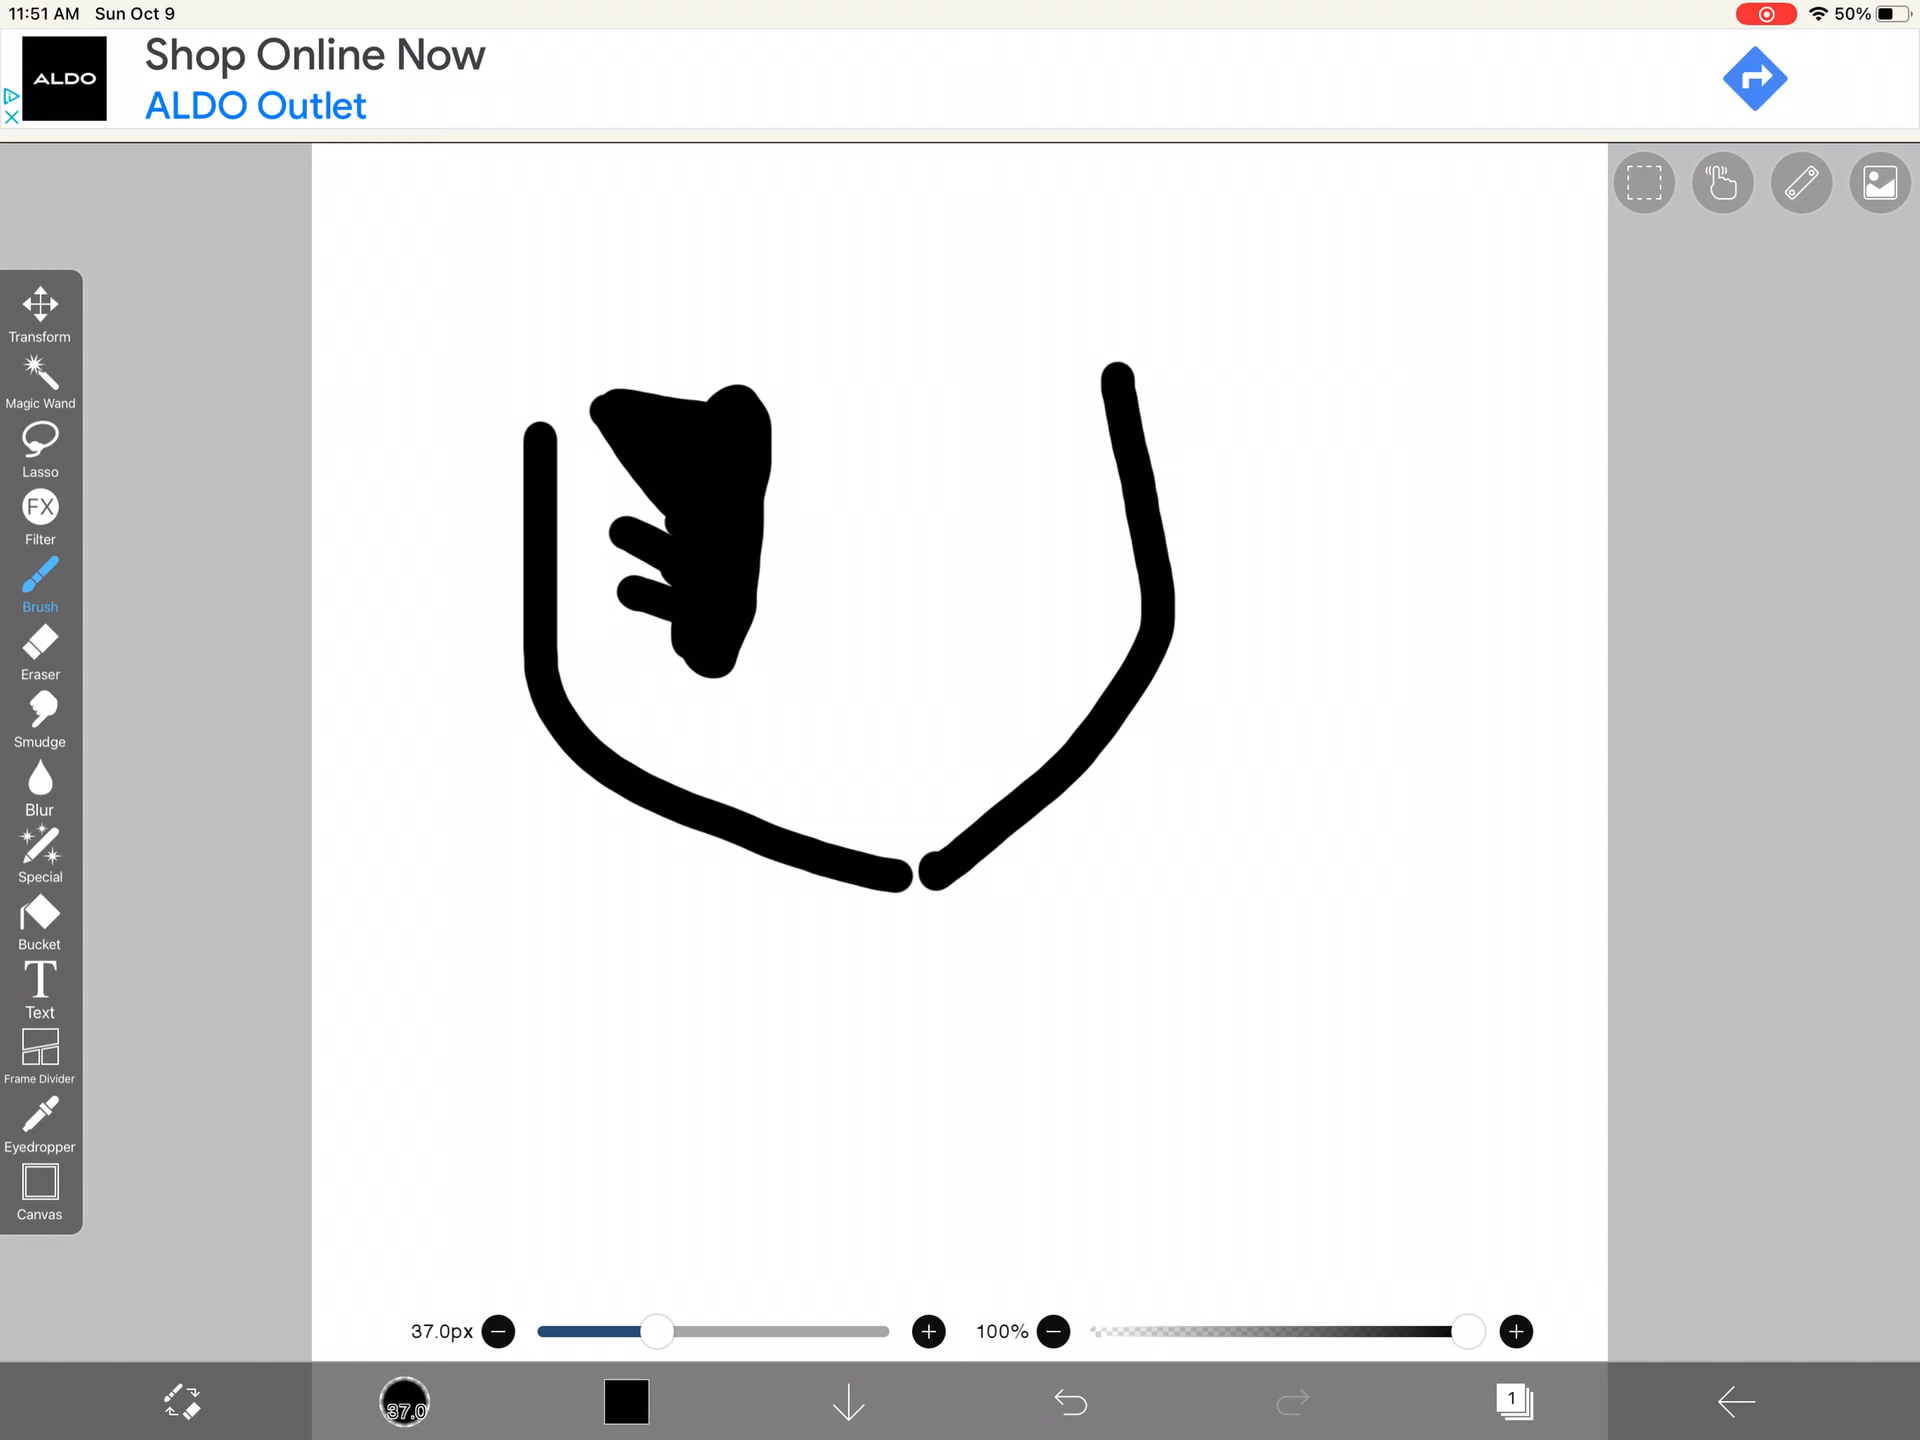 11:51 AM Sun Oct 9
50%
ALDO
Shop Online Now
ALDO Outlet
Transform
Magic Wand
Lasso
FX
Filter
Brush
Eraser
Smudge
Blur
Special
Bucket
T
Text
Frame Divider
Eyedropper
Canvas
37.0px
100%
37.0
1